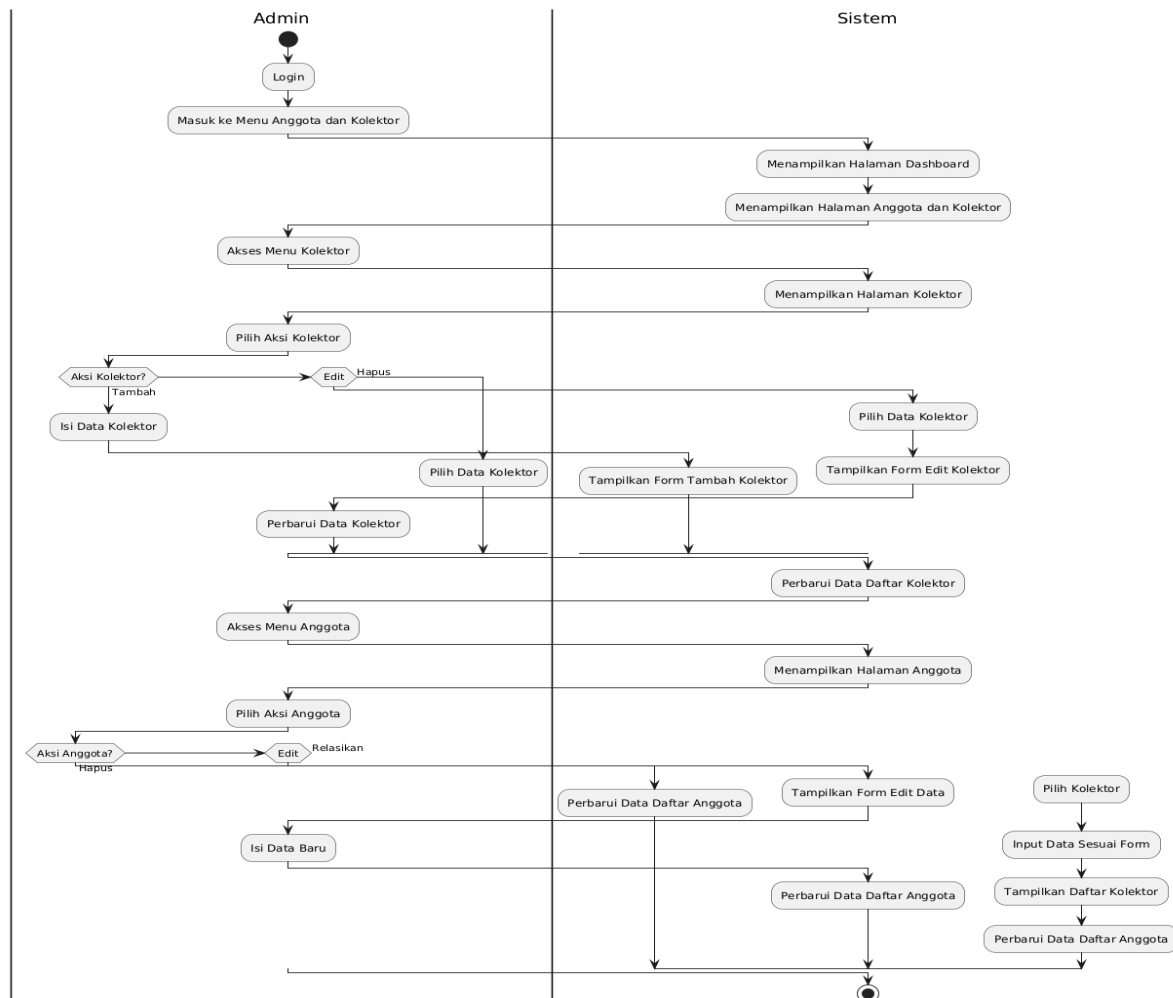 Admin
Sistem
Login
Masuk ke Menu Anggota dan Kolektor
Menampilkan Halaman Dashboard
Menampilkan Halaman Anggota dan Kolektor
Akses Menu Kolektor
Menampilkan Halaman Kolektor
Pilih Aksi Kolektor
Aksi Kolektor?
Edit
Hapus
Tambah
Pilih Data Kolektor
Isi Data Kolektor
Pilih Data Kolektor
Tampilkan Form Tambah Kolektor
Tampilkan Form Edit Kolektor
Perbarui Data Kolektor
Perbarui Data Daftar Kolektor
Akses Menu Anggota
Menampilkan Halaman Anggota
Pilih Aksi Anggota
Aksi Anggota?
Edit
Relasikan
Hapus
Perbarui Data Daftar Anggota
Tampilkan Form Edit Data
Pilih Kolektor
Isi Data Baru
Input Data Sesuai Form
Perbarui Data Daftar Anggota
Tampilkan Daftar Kolektor
Perbarui Data Daftar Anggota